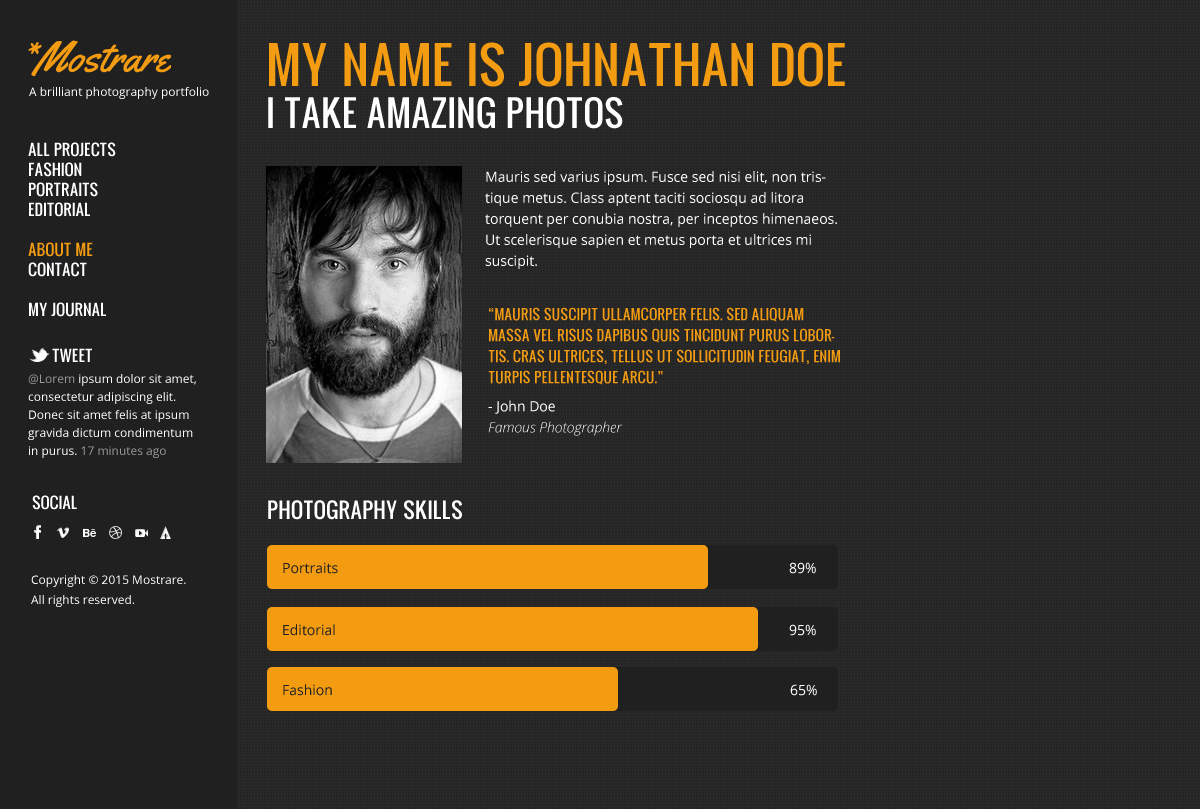 *Mostrare
A brilliant photography portfolio
ALL PROJECTS
FASHION
PORTRAITS
EDITORIAL
ABOUT ME
CONTACT
MY JOURNAL
TWEET
@Lorem ipsum dolor sit amet,
consectetur adipiscing elit.
Donec sit amet felis at ipsum
gravida dictum condimentum
in purus. 17 minutes ago
SOCIAL
Bē
Copyright © 2015 Mostrare.
All rights reserved.
MY NAME IS JOHNATHAN DOE
I TAKE AMAZING PHOTOS
Mauris sed varius ipsum. Fusce sed nisi elit, non tris-
tique metus. Class aptent taciti sociosqu ad litora
torquent per conubia nostra, per inceptos himenaeos.
Ut scelerisque sapien et metus porta et ultrices mi
suscipit.
“MAURIS SUSCIPIT ULLAMCORPER FELIS. SED ALIQUAM
MASSA VEL RISUS DAPIBUS QUIS TINCIDUNT PURUS LOBOR-
TIS. CRAS ULTRICES, TELLUS UT SOLLICITUDIN FEUGIAT, ENIM
TURPIS PELLENTESQUE ARCU.”
- John Doe
Famous Photographer
PHOTOGRAPHY SKILLS
Portraits 89%
Editorial 95%
Fashion 65%